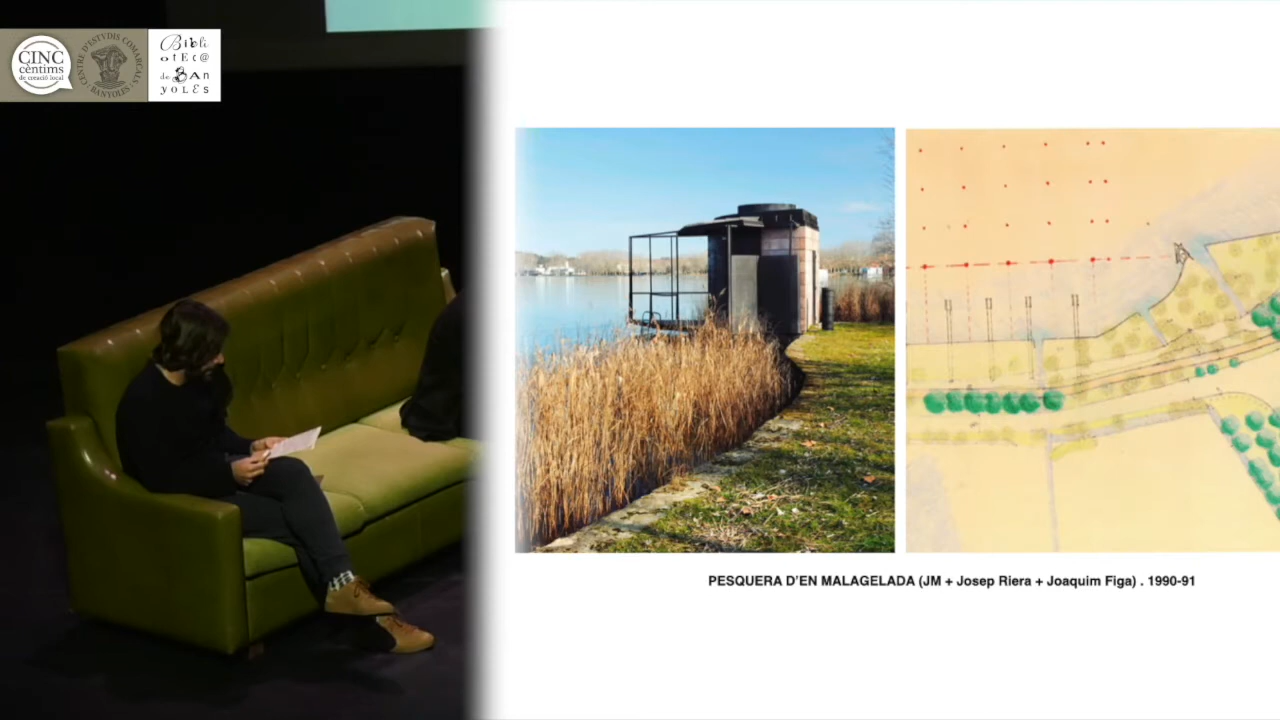 CINC
cèntims
de creació local
CENTRE D'ESTUDIS COMARCALS
BANYOLES
Bibli
otEc@
de BAn
yOLES
PESQUERA D'EN MALAGELADA (JM + Josep Riera + Joaquim Figa) . 1990-91